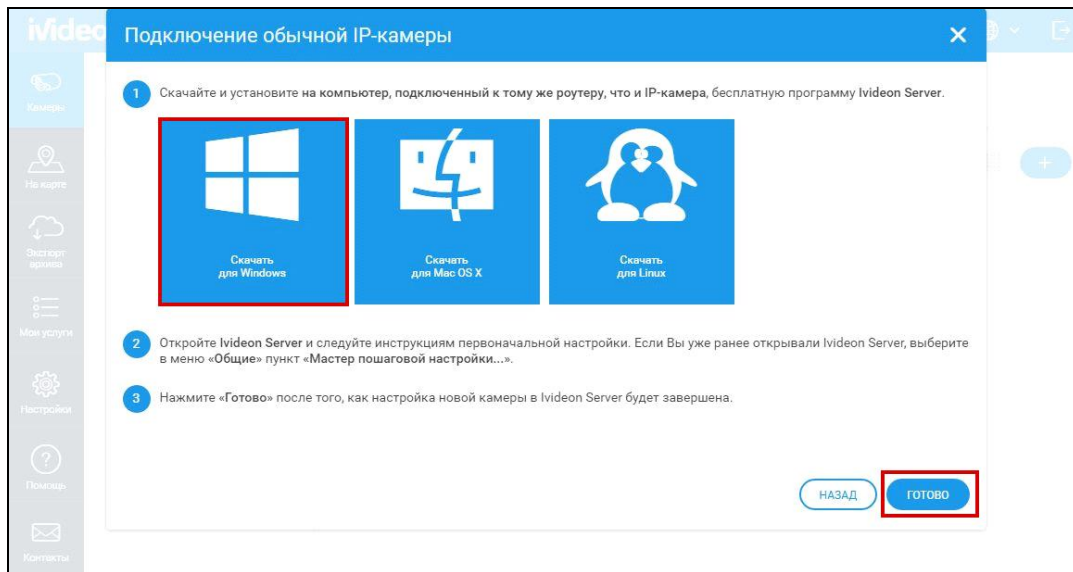 iVideo
Подключение обычной IP-камеры
1 Скачайте и установите на компьютер, подключенный к тому же роутеру, что и IP-камера, бесплатную программу Ivideon Server.
Скачать
для Windows
Скачать
для Mac OS X
Скачать
для Linux
2 Откройте Ivideon Server и следуйте инструкциям первоначальной настройки. Если Вы уже ранее открывали Ivideon Server, выберите
в меню «Общие» пункт «Мастер пошаговой настройки...».
3 Нажмите «Готово» после того, как настройка новой камеры в Ivideon Server будет завершена.
НАЗАД
ГОТОВО
Камеры
На карте
Экспорт
архива
Мои услуги
Настройки
Помощь
Контакты